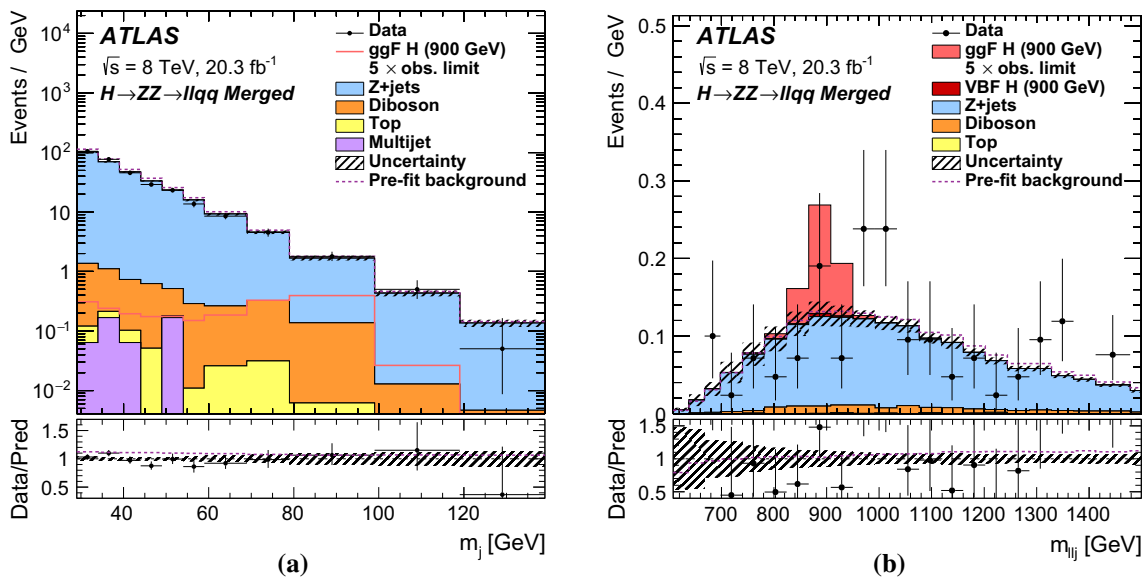 Events / GeV
10⁴
10³
10²
10
1
10⁻¹
10⁻²
ATLAS
√s = 8 TeV, 20.3 fb⁻¹
H→ZZ→llqq Merged
Data
ggF H (900 GeV)
5 × obs. limit
Z+jets
Diboson
Top
Multijet
Uncertainty
Pre-fit background
Data/Pred
1.5
1
0.5
40 60 80 100 120
m_j [GeV]
(a)
Events / GeV
0.5
0.4
0.3
0.2
0.1
0
ATLAS
√s = 8 TeV, 20.3 fb⁻¹
H→ZZ→llqq Merged
Data
ggF H (900 GeV)
5 × obs. limit
VBF H (900 GeV)
Z+jets
Diboson
Top
Uncertainty
Pre-fit background
Data/Pred
1.5
1
0.5
700 800 900 1000 1100 1200 1300 1400
m_llj [GeV]
(b)